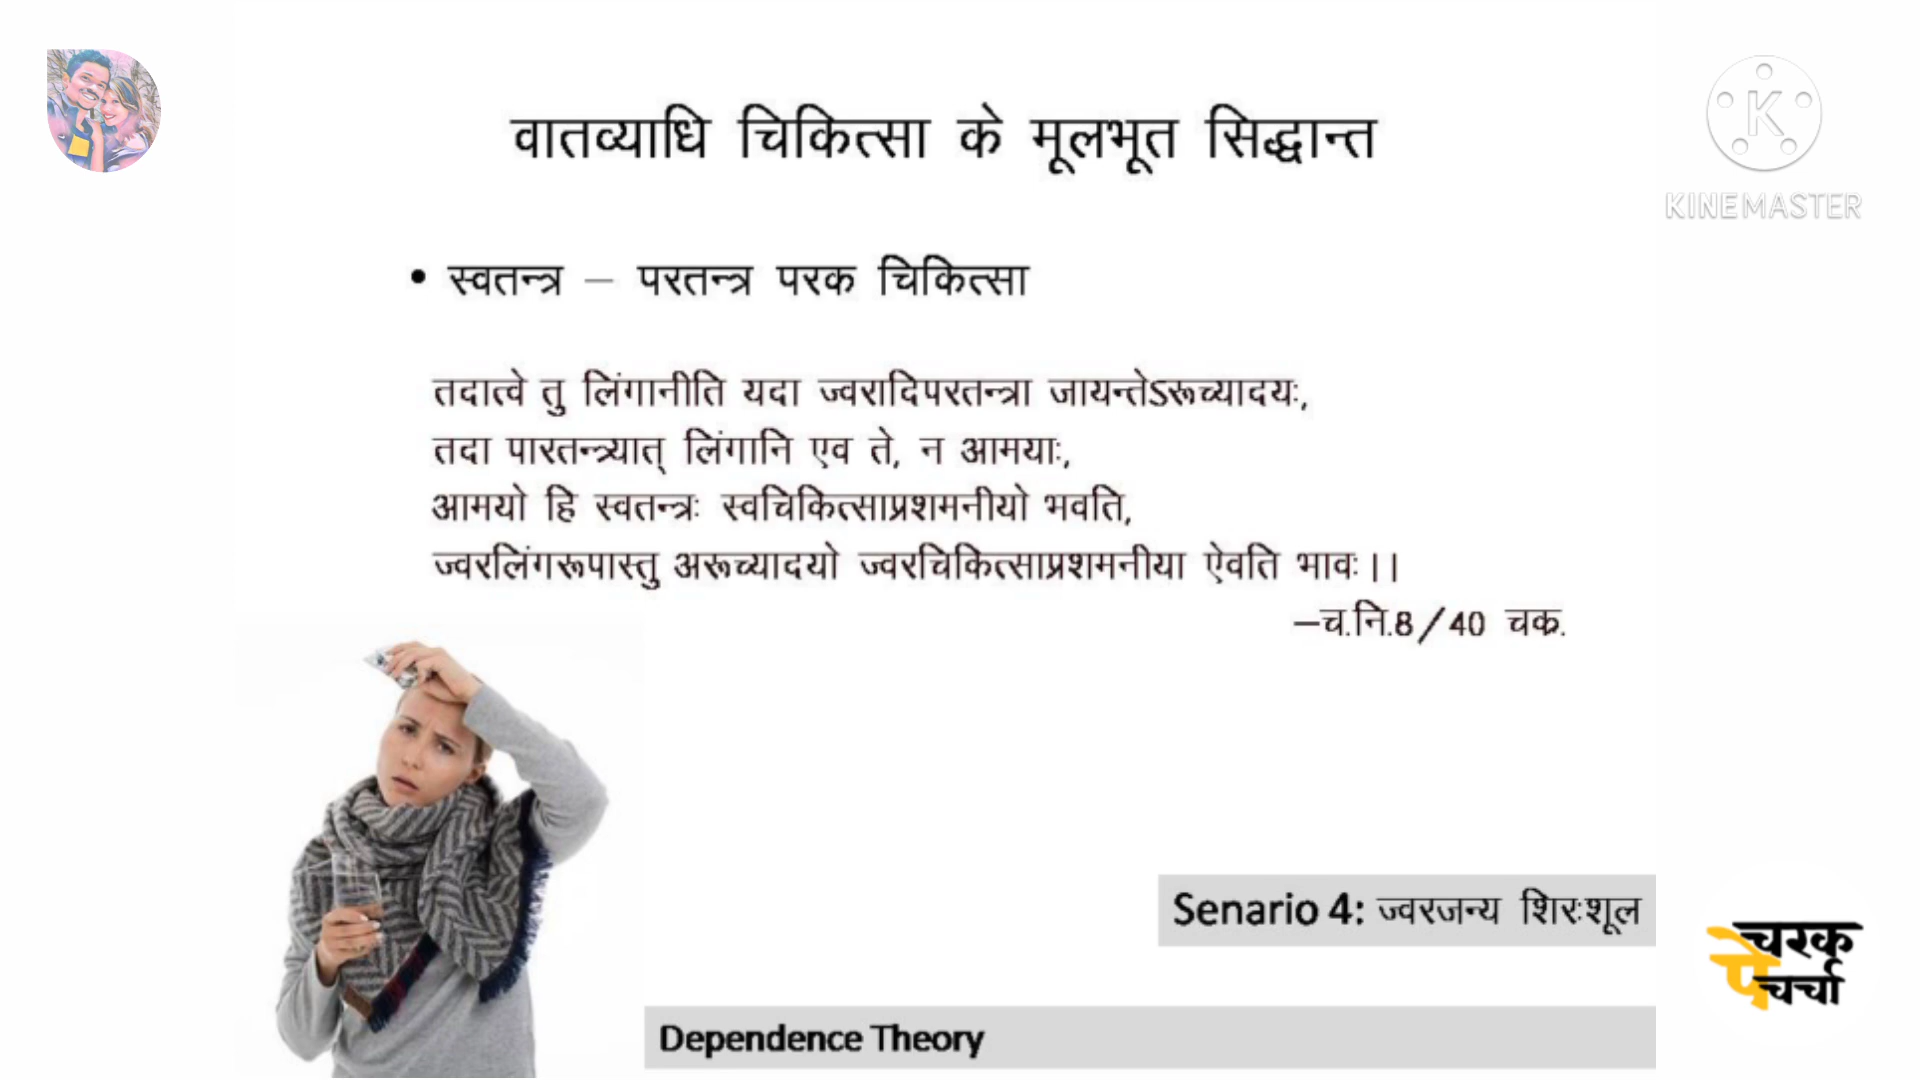 वातव्याधि चिकित्सा के मूलभूत सिद्धान्त
KINEMASTER
• स्वतन्त्र – परतन्त्र परक चिकित्सा
तदात्वे तु लिंगानीति यदा ज्वरादिपरतन्त्रा जायन्तेऽरूच्यादयः,
तदा पारतन्त्र्यात् लिंगानि एव ते, न आमयाः,
आमयो हि स्वतन्त्रः स्वचिकित्साप्रशमनीयो भवति,
ज्वरलिंगरूपास्तु अरूच्यादयो ज्वरचिकित्साप्रशमनीया ऐवति भावः।।
–च.नि.8/40 चक्र.
Senario 4: ज्वरजन्य शिरःशूल
चरक
पे चर्चा
Dependence Theory